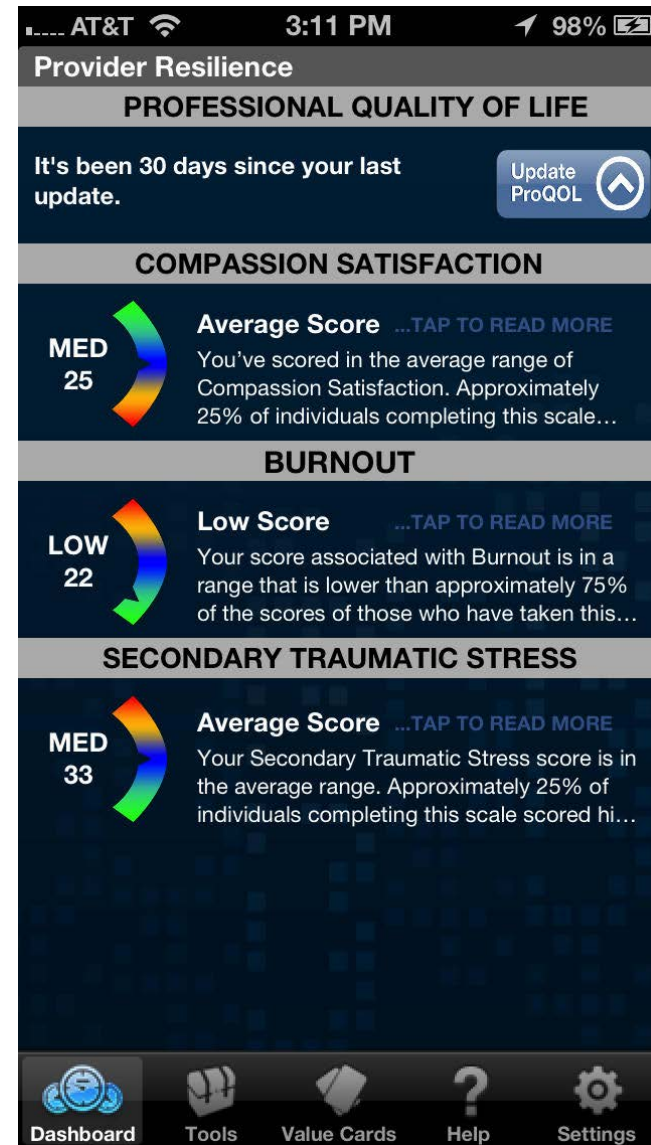 AT&T 3:11 PM 98%
Provider Resilience
PROFESSIONAL QUALITY OF LIFE
It's been 30 days since your last
update.
Update
ProQOL
COMPASSION SATISFACTION
MED
25
Average Score ...TAP TO READ MORE
You've scored in the average range of
Compassion Satisfaction. Approximately
25% of individuals completing this scale...
BURNOUT
LOW
22
Low Score ...TAP TO READ MORE
Your score associated with Burnout is in a
range that is lower than approximately 75%
of the scores of those who have taken this...
SECONDARY TRAUMATIC STRESS
MED
33
Average Score ...TAP TO READ MORE
Your Secondary Traumatic Stress score is in
the average range. Approximately 25% of
individuals completing this scale scored hi...
Dashboard Tools Value Cards Help Settings